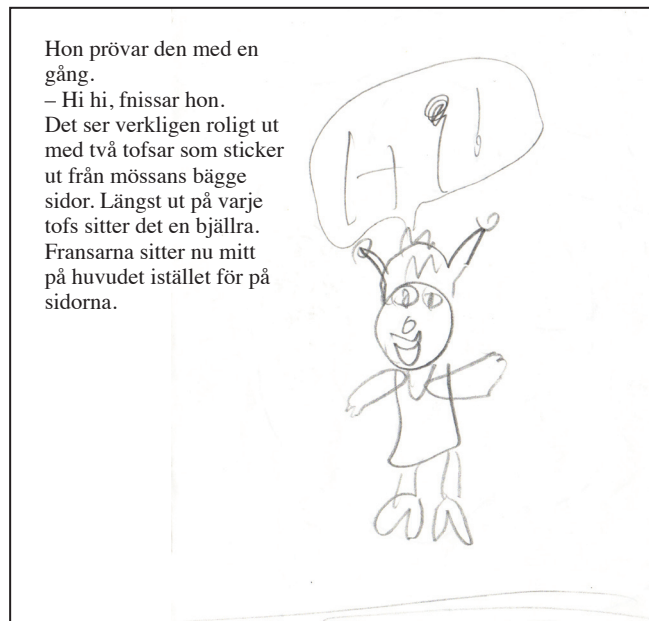 Hon prövar den med en
gång.
– Hi hi, fnissar hon.
Det ser verkligen roligt ut
med två tofsar som sticker
ut från mössans bägge
sidor. Längst ut på varje
tofs sitter det en bjällra.
Fransarna sitter nu mitt
på huvudet istället för på
sidorna.
Hi!